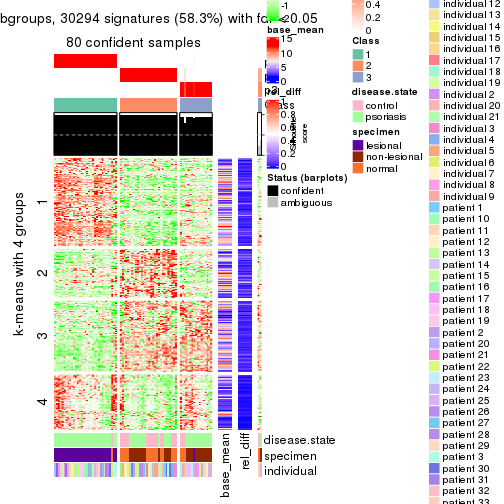 bgroups, 30294 signatures (58.3%) with fdr <0.05
80 confident samples
1
2
3
4
k-means with 4 groups
base_mean
rel_diff
disease.state
specimen
individual
-1
base_mean
15
10
5
0
rel_diff
1
0.8
0.6
0.4
0.2
0
Silhouette
score
Status (barplots)
confident
ambiguous
0.4
0.2
0
Class
1
2
3
disease.state
control
psoriasis
specimen
lesional
non-lesional
normal
individual 12
individual 13
individual 14
individual 15
individual 16
individual 17
individual 18
individual 19
individual 2
individual 20
individual 21
individual 3
individual 4
individual 5
individual 6
individual 7
individual 8
individual 9
patient 1
patient 10
patient 11
patient 12
patient 13
patient 14
patient 15
patient 16
patient 17
patient 18
patient 19
patient 2
patient 20
patient 21
patient 22
patient 23
patient 24
patient 25
patient 26
patient 27
patient 28
patient 29
patient 3
patient 30
patient 31
patient 32
patient 33